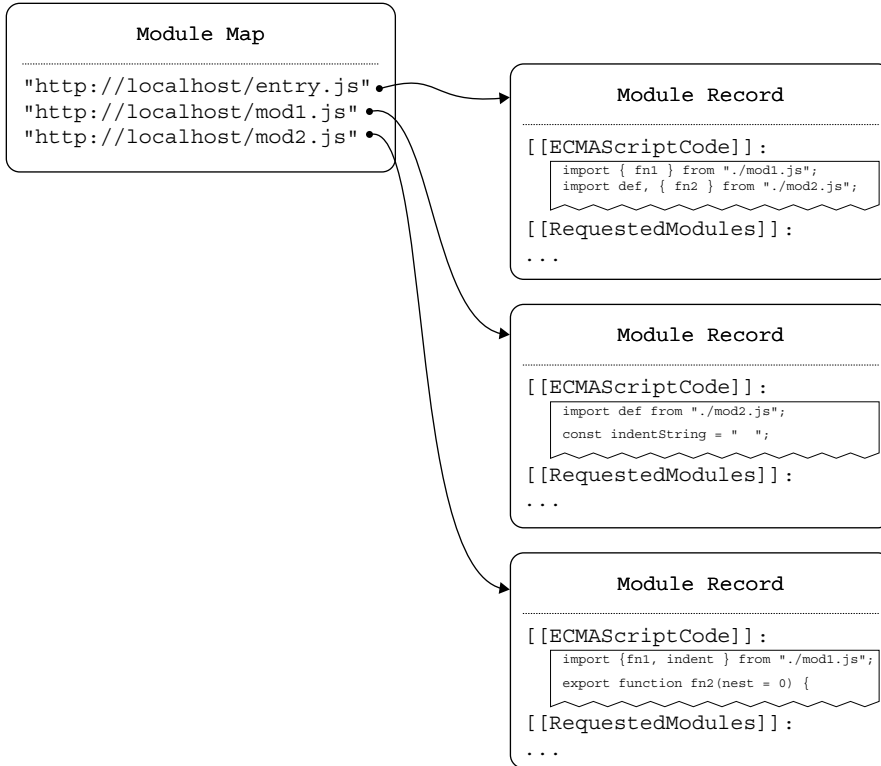 Module Map
"http://localhost/entry.js"
"http://localhost/mod1.js"
"http://localhost/mod2.js"
Module Record
[[ECMAScriptCode]]:
import { fn1 } from "./mod1.js";
import def, { fn2 } from "./mod2.js";
[[RequestedModules]]:
...
Module Record
[[ECMAScriptCode]]:
import def from "./mod2.js";
const indentString = "  ";
[[RequestedModules]]:
...
Module Record
[[ECMAScriptCode]]:
import {fn1, indent } from "./mod1.js";
export function fn2(nest = 0) {
[[RequestedModules]]:
...